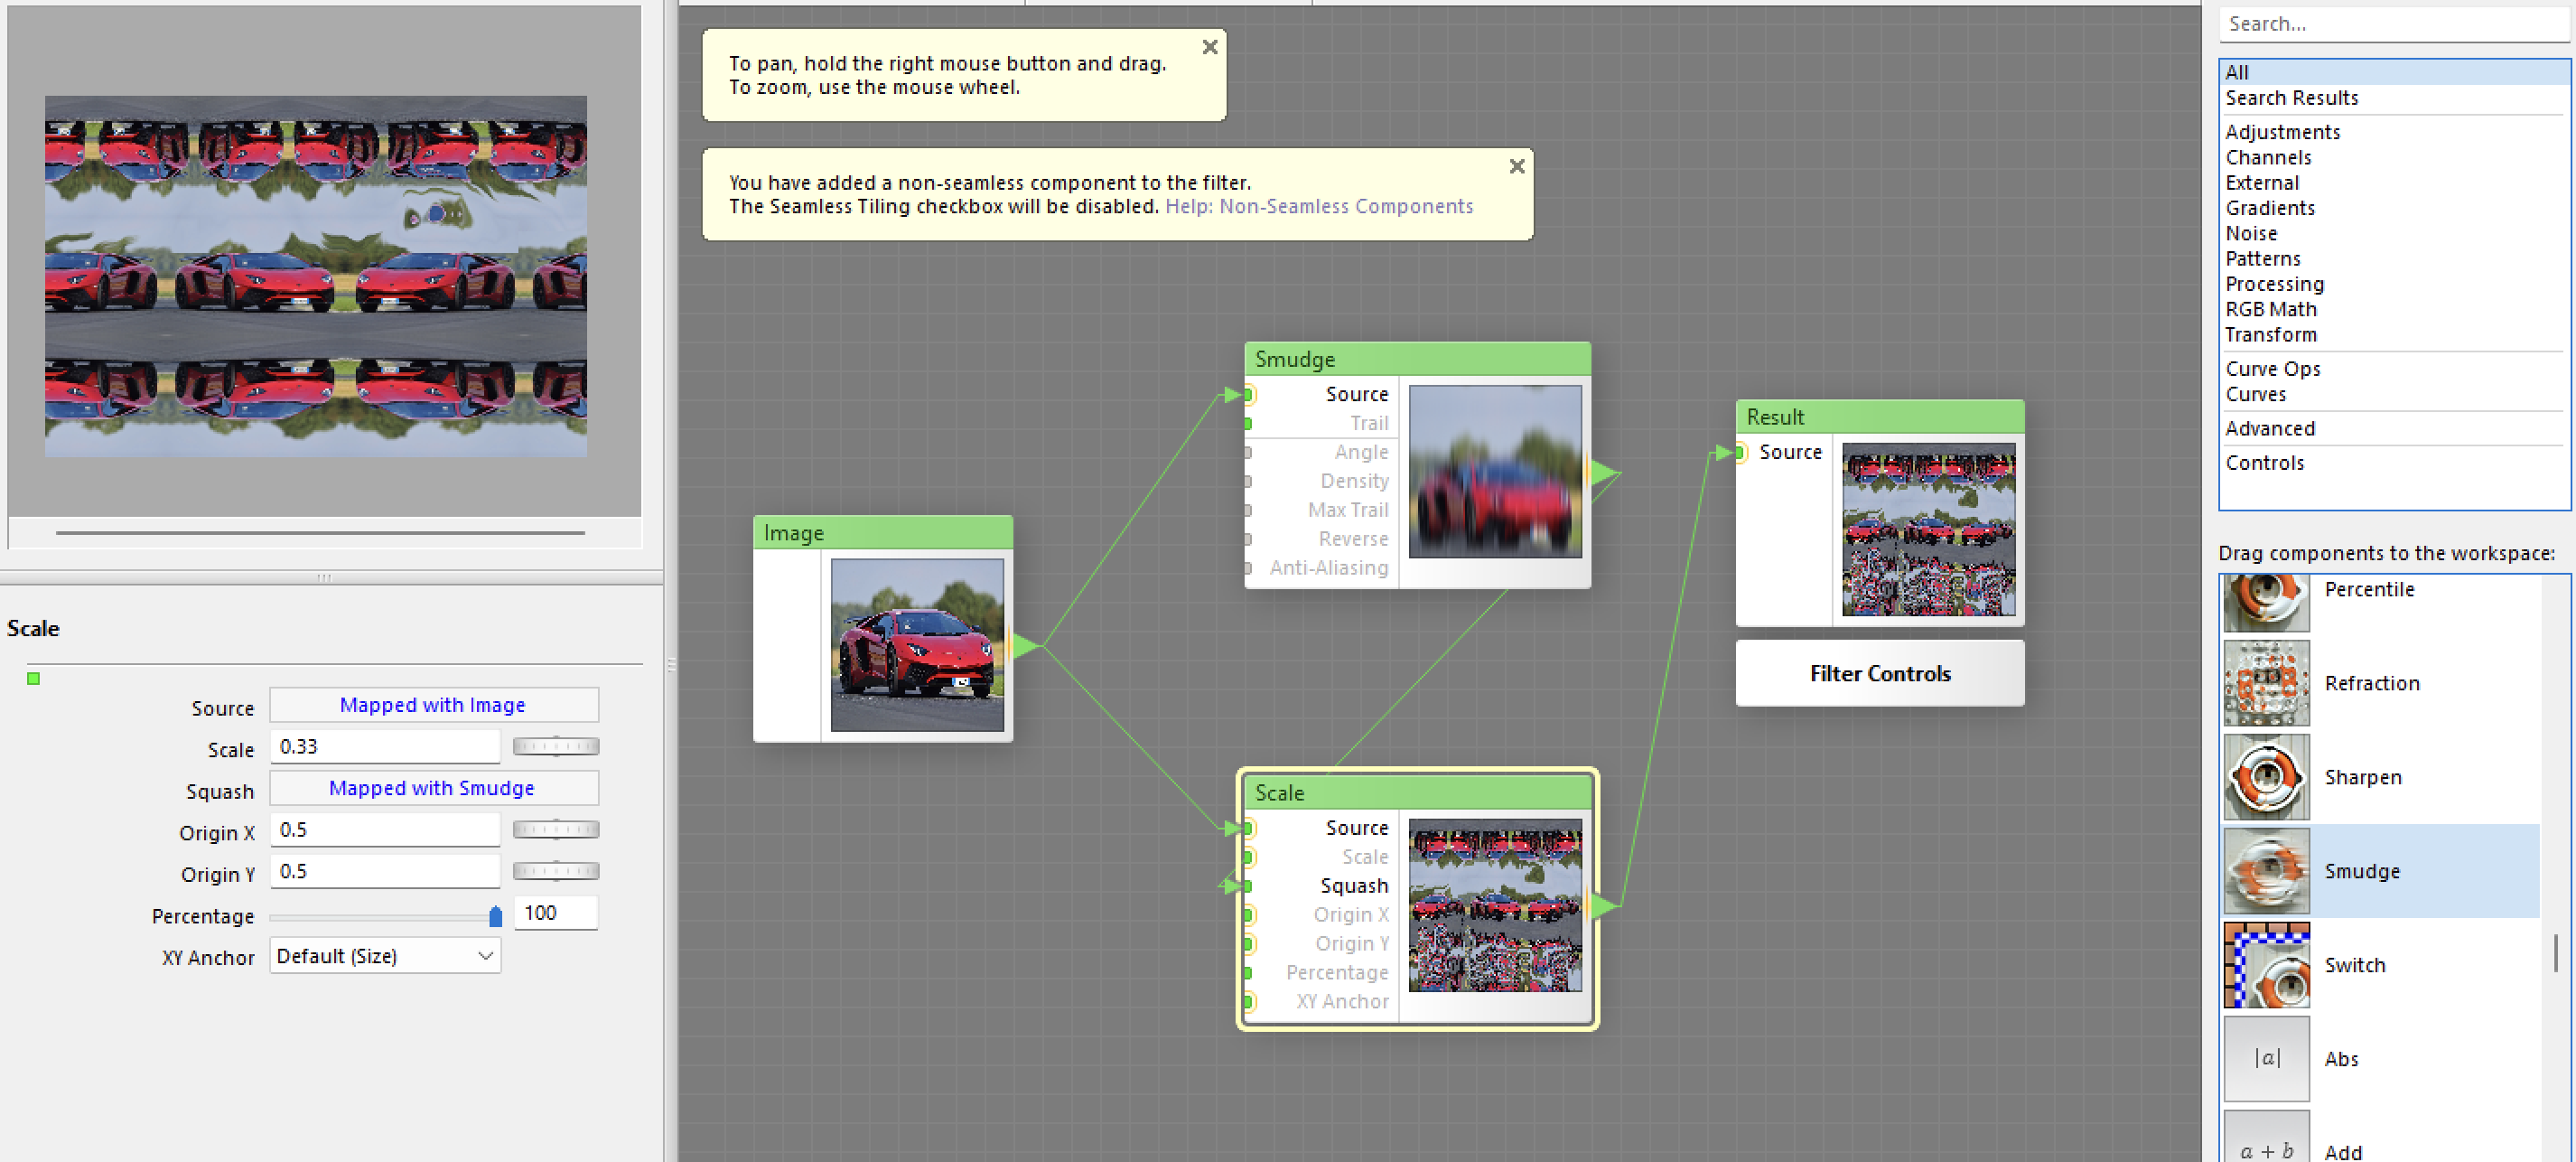 To pan, hold the right mouse button and drag.
To zoom, use the mouse wheel.
You have added a non-seamless component to the filter.
The Seamless Tiling checkbox will be disabled. Help: Non-Seamless Components
Scale
Source Mapped with Image
Scale 0.33
Squash Mapped with Smudge
Origin X 0.5
Origin Y 0.5
Percentage 100
XY Anchor Default (Size)
Image
Smudge
Source
Trail
Angle
Density
Max Trail
Reverse
Anti-Aliasing
Scale
Source
Scale
Squash
Origin X
Origin Y
Percentage
XY Anchor
Result
Source
Filter Controls
Search...
All
Search Results
Adjustments
Channels
External
Gradients
Noise
Patterns
Processing
RGB Math
Transform
Curve Ops
Curves
Advanced
Controls
Drag components to the workspace:
Percentile
Refraction
Sharpen
Smudge
Switch
|a| Abs
a + b Add